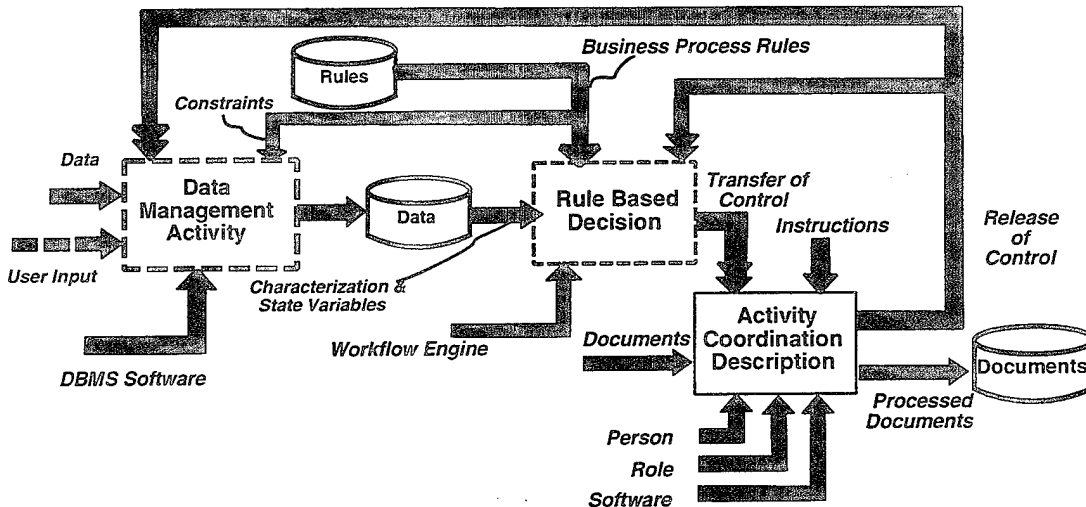 Business Process Rules
Rules
Constraints
Data
Data
Management
Activity
Data
Rule Based
Decision
Transfer of
Control
Instructions
Release
of
Control
User Input
Characterization &
State Variables
Workflow Engine
Documents
Activity
Coordination
Description
Documents
DBMS Software
Processed
Documents
Person
Role
Software